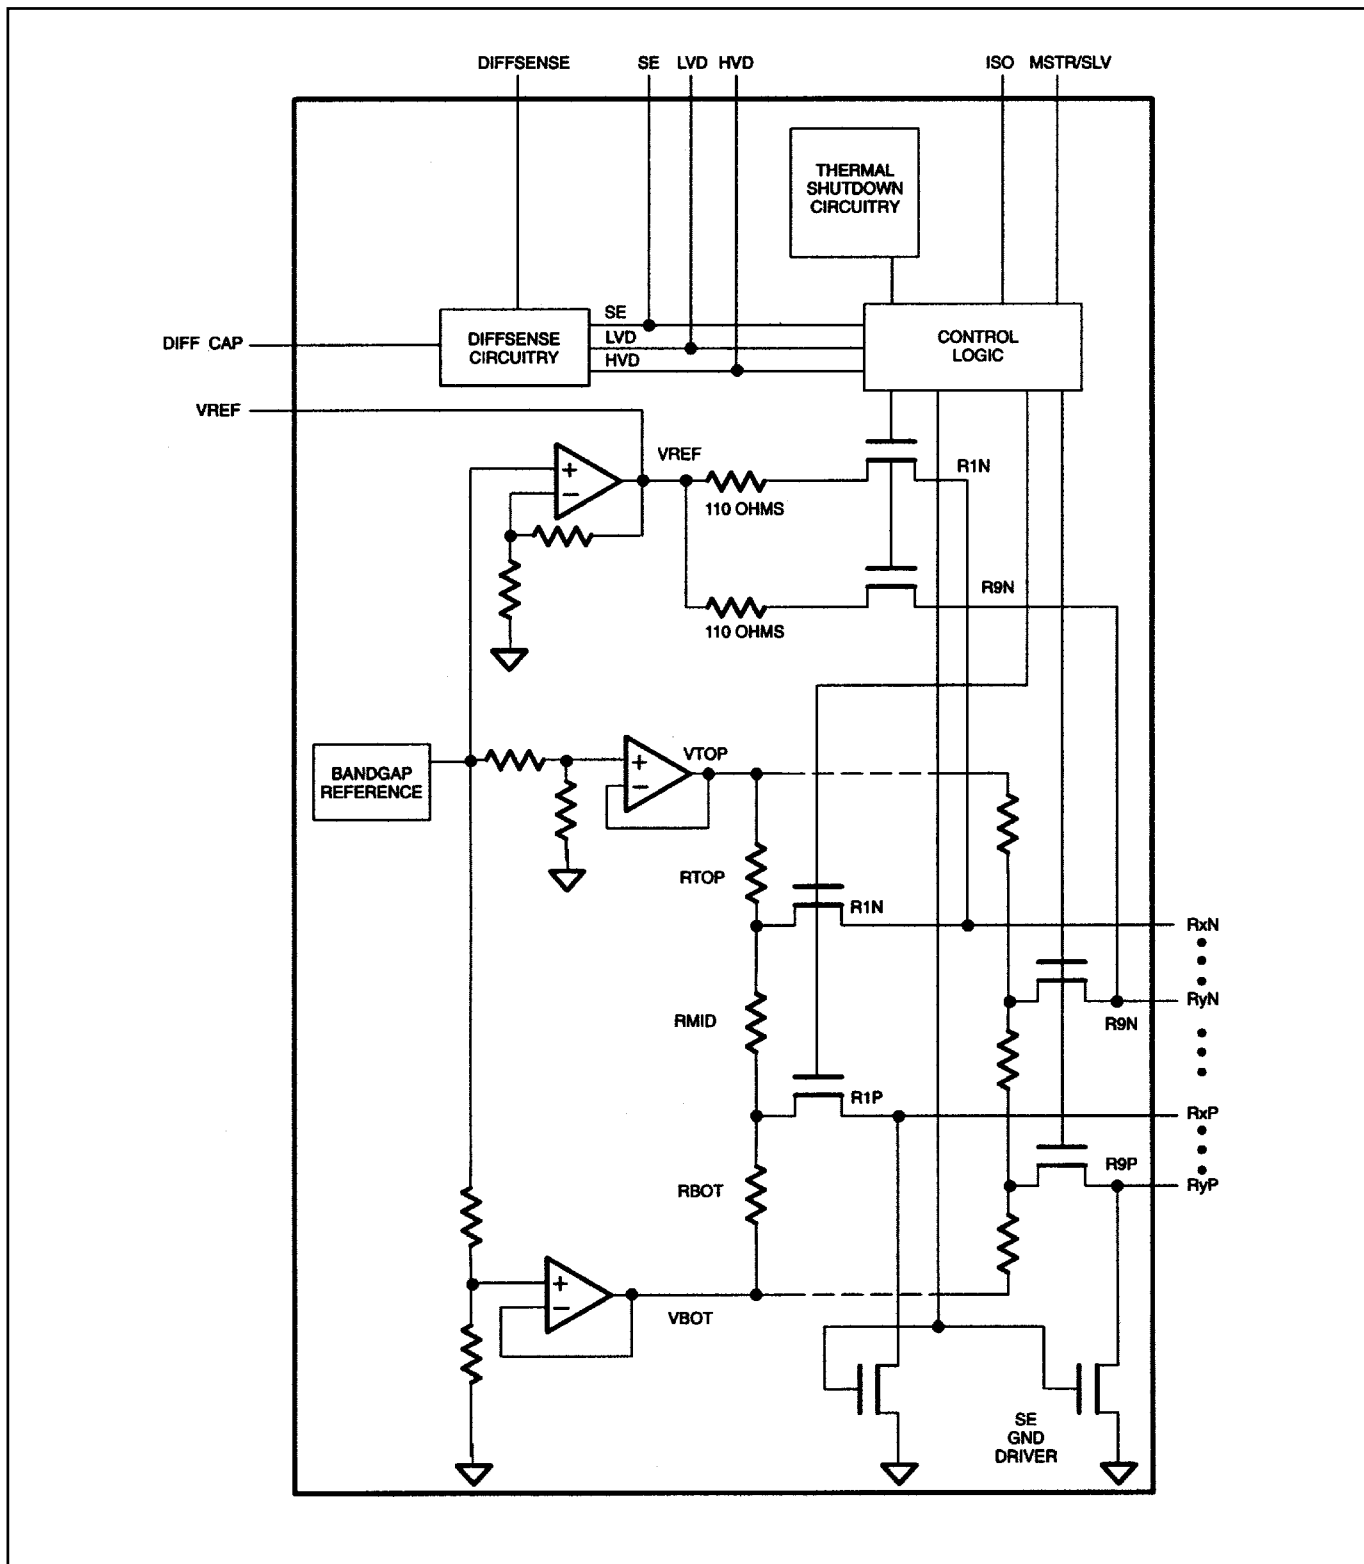 DIFFSENSE SE LVD HVD ISO MSTR/SLV
THERMAL
SHUTDOWN
CIRCUITRY
SE
LVD
HVD
DIFF CAP
DIFFSENSE
CIRCUITRY
CONTROL
LOGIC
VREF
VREF
R1N
+
−
110 OHMS
R9N
110 OHMS
BANDGAP
REFERENCE
VTOP
+
−
RTOP
R1N
RxN
RyN
RMID
R9N
R1P
RxP
R9P
RBOT
RyP
+
−
VBOT
SE
GND
DRIVER